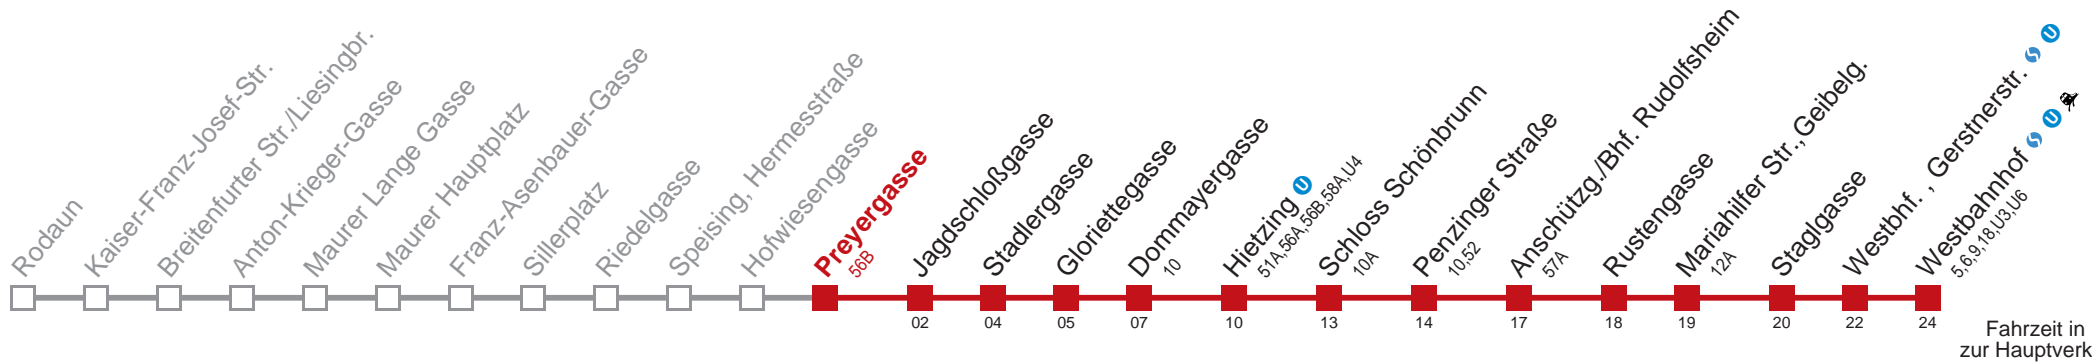 Rodaun
Kaiser-Franz-Josef-Str.
Breitenfurter Str./Liesingbr.
Anton-Krieger-Gasse
Maurer Lange Gasse
Maurer Hauptplatz
Franz-Asenbauer-Gasse
Sillerplatz
Riedelgasse
Speising, Hermesstraße
Hofwiesengasse
Preyergasse
56B
Jagdschloßgasse
02
Stadlergasse
04
Gloriettegasse
05
Dommayergasse
10
07
Hietzing U
51A,56A,56B,58A,U4
10
Schloss Schönbrunn
10A
13
Penzinger Straße
10,52
14
Anschützg./Bhf. Rudolfsheim
57A
17
Rustengasse
18
Mariahilfer Str., Geibelg.
12A
19
Staglgasse
20
Westbhf. , Gerstnerstr. S U
22
Westbahnhof S U
5,6,9,18,U3,U6
24
Fahrzeit in
zur Hauptverk